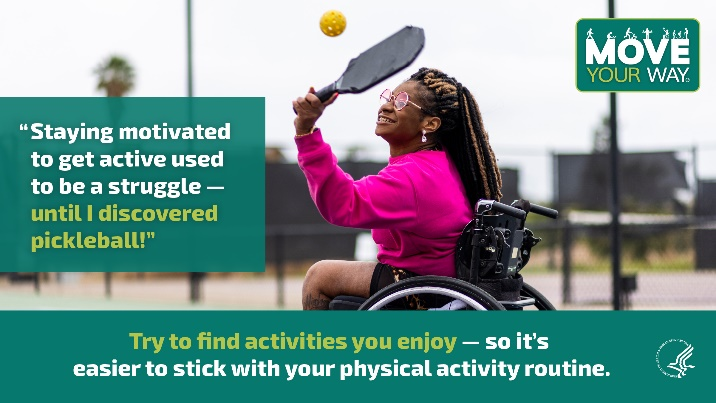 MOVE
YOUR WAY.
“Staying motivated
to get active used
to be a struggle —
until I discovered
pickleball!”
Try to find activities you enjoy — so it’s
easier to stick with your physical activity routine.